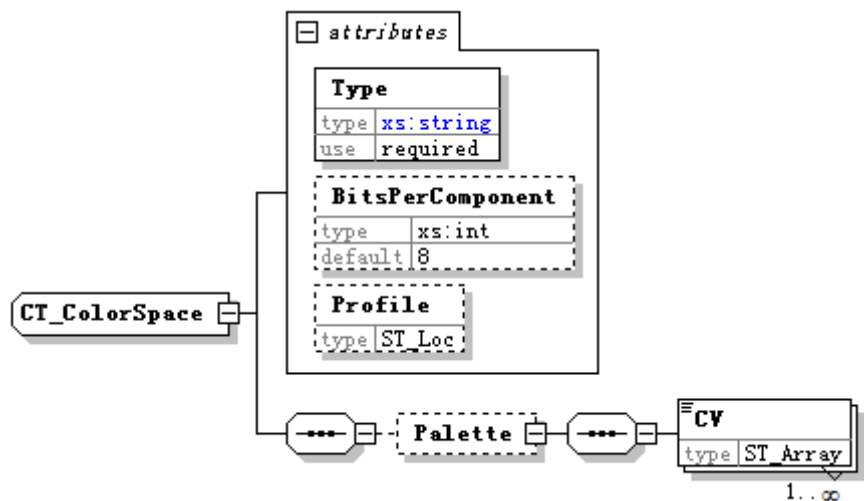 attributes
Type
type xs:string
use required
BitsPerComponent
type xs:int
default 8
CT_ColorSpace
Profile
type ST_Loc
Palette
CV
type ST_Array
1..∞